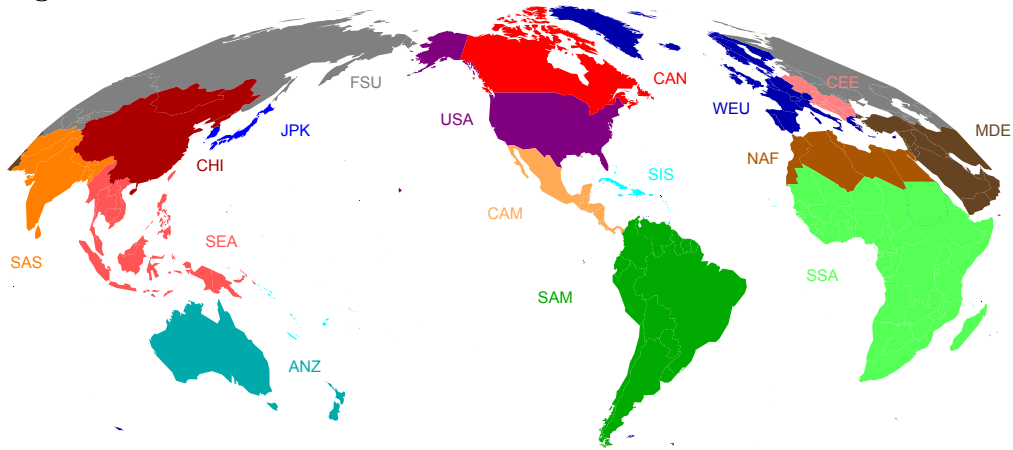 FSU
CAN
CEE
WEU
USA
JPK
MDE
CHI
NAF
SIS
CAM
SEA
SAS
SSA
SAM
ANZ